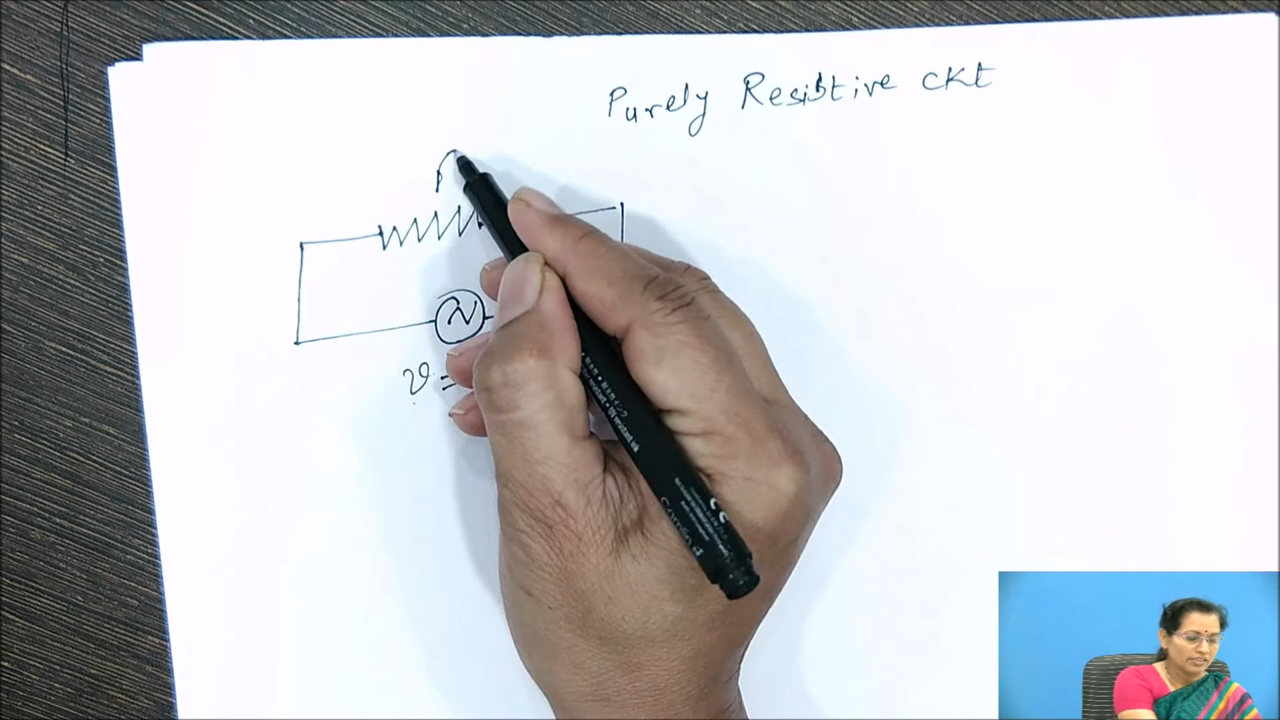 Purely Resistive ckt
v =